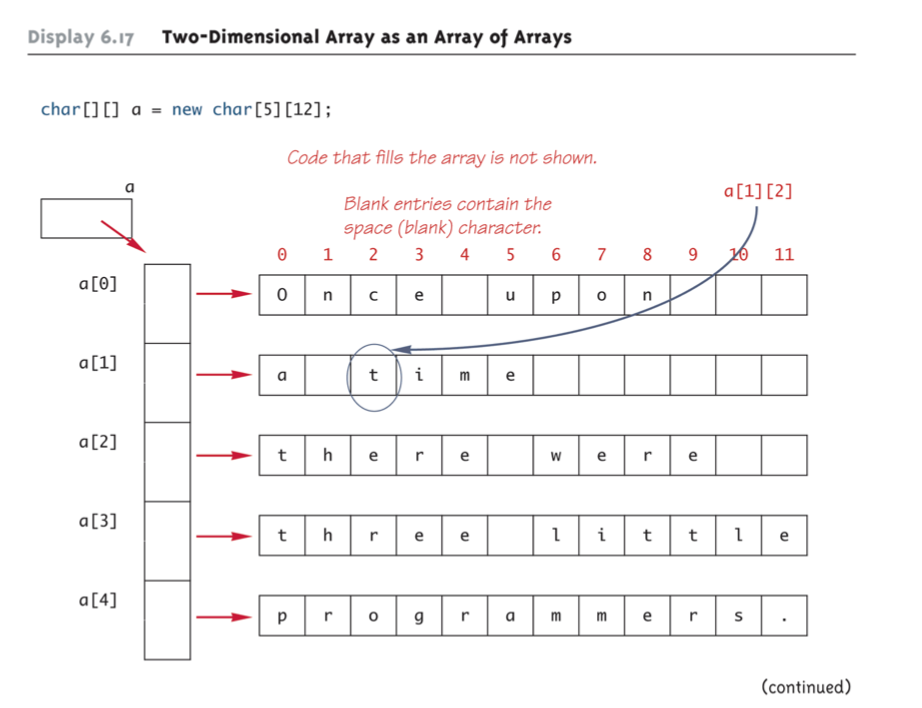 Display 6.17 Two-Dimensional Array as an Array of Arrays
char[][] a = new char[5][12];
Code that fills the array is not shown.
a
a[1][2]
Blank entries contain the
space (blank) character.
0 1 2 3 4 5 6 7 8 9 10 11
a[0] O n c e u p o n
a[1] a t i m e
a[2] t h e r e w e r e
a[3] t h r e e l i t t l e
a[4] p r o g r a m m e r s .
(continued)